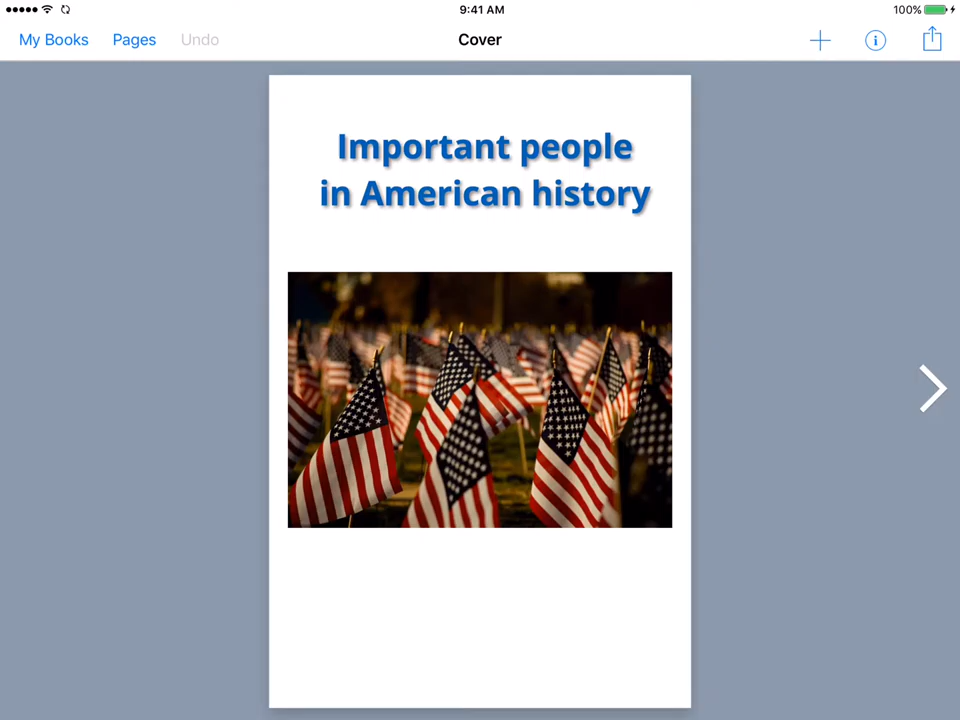 9:41 AM
100%
My Books
Pages
Undo
Cover
Important people
in American history